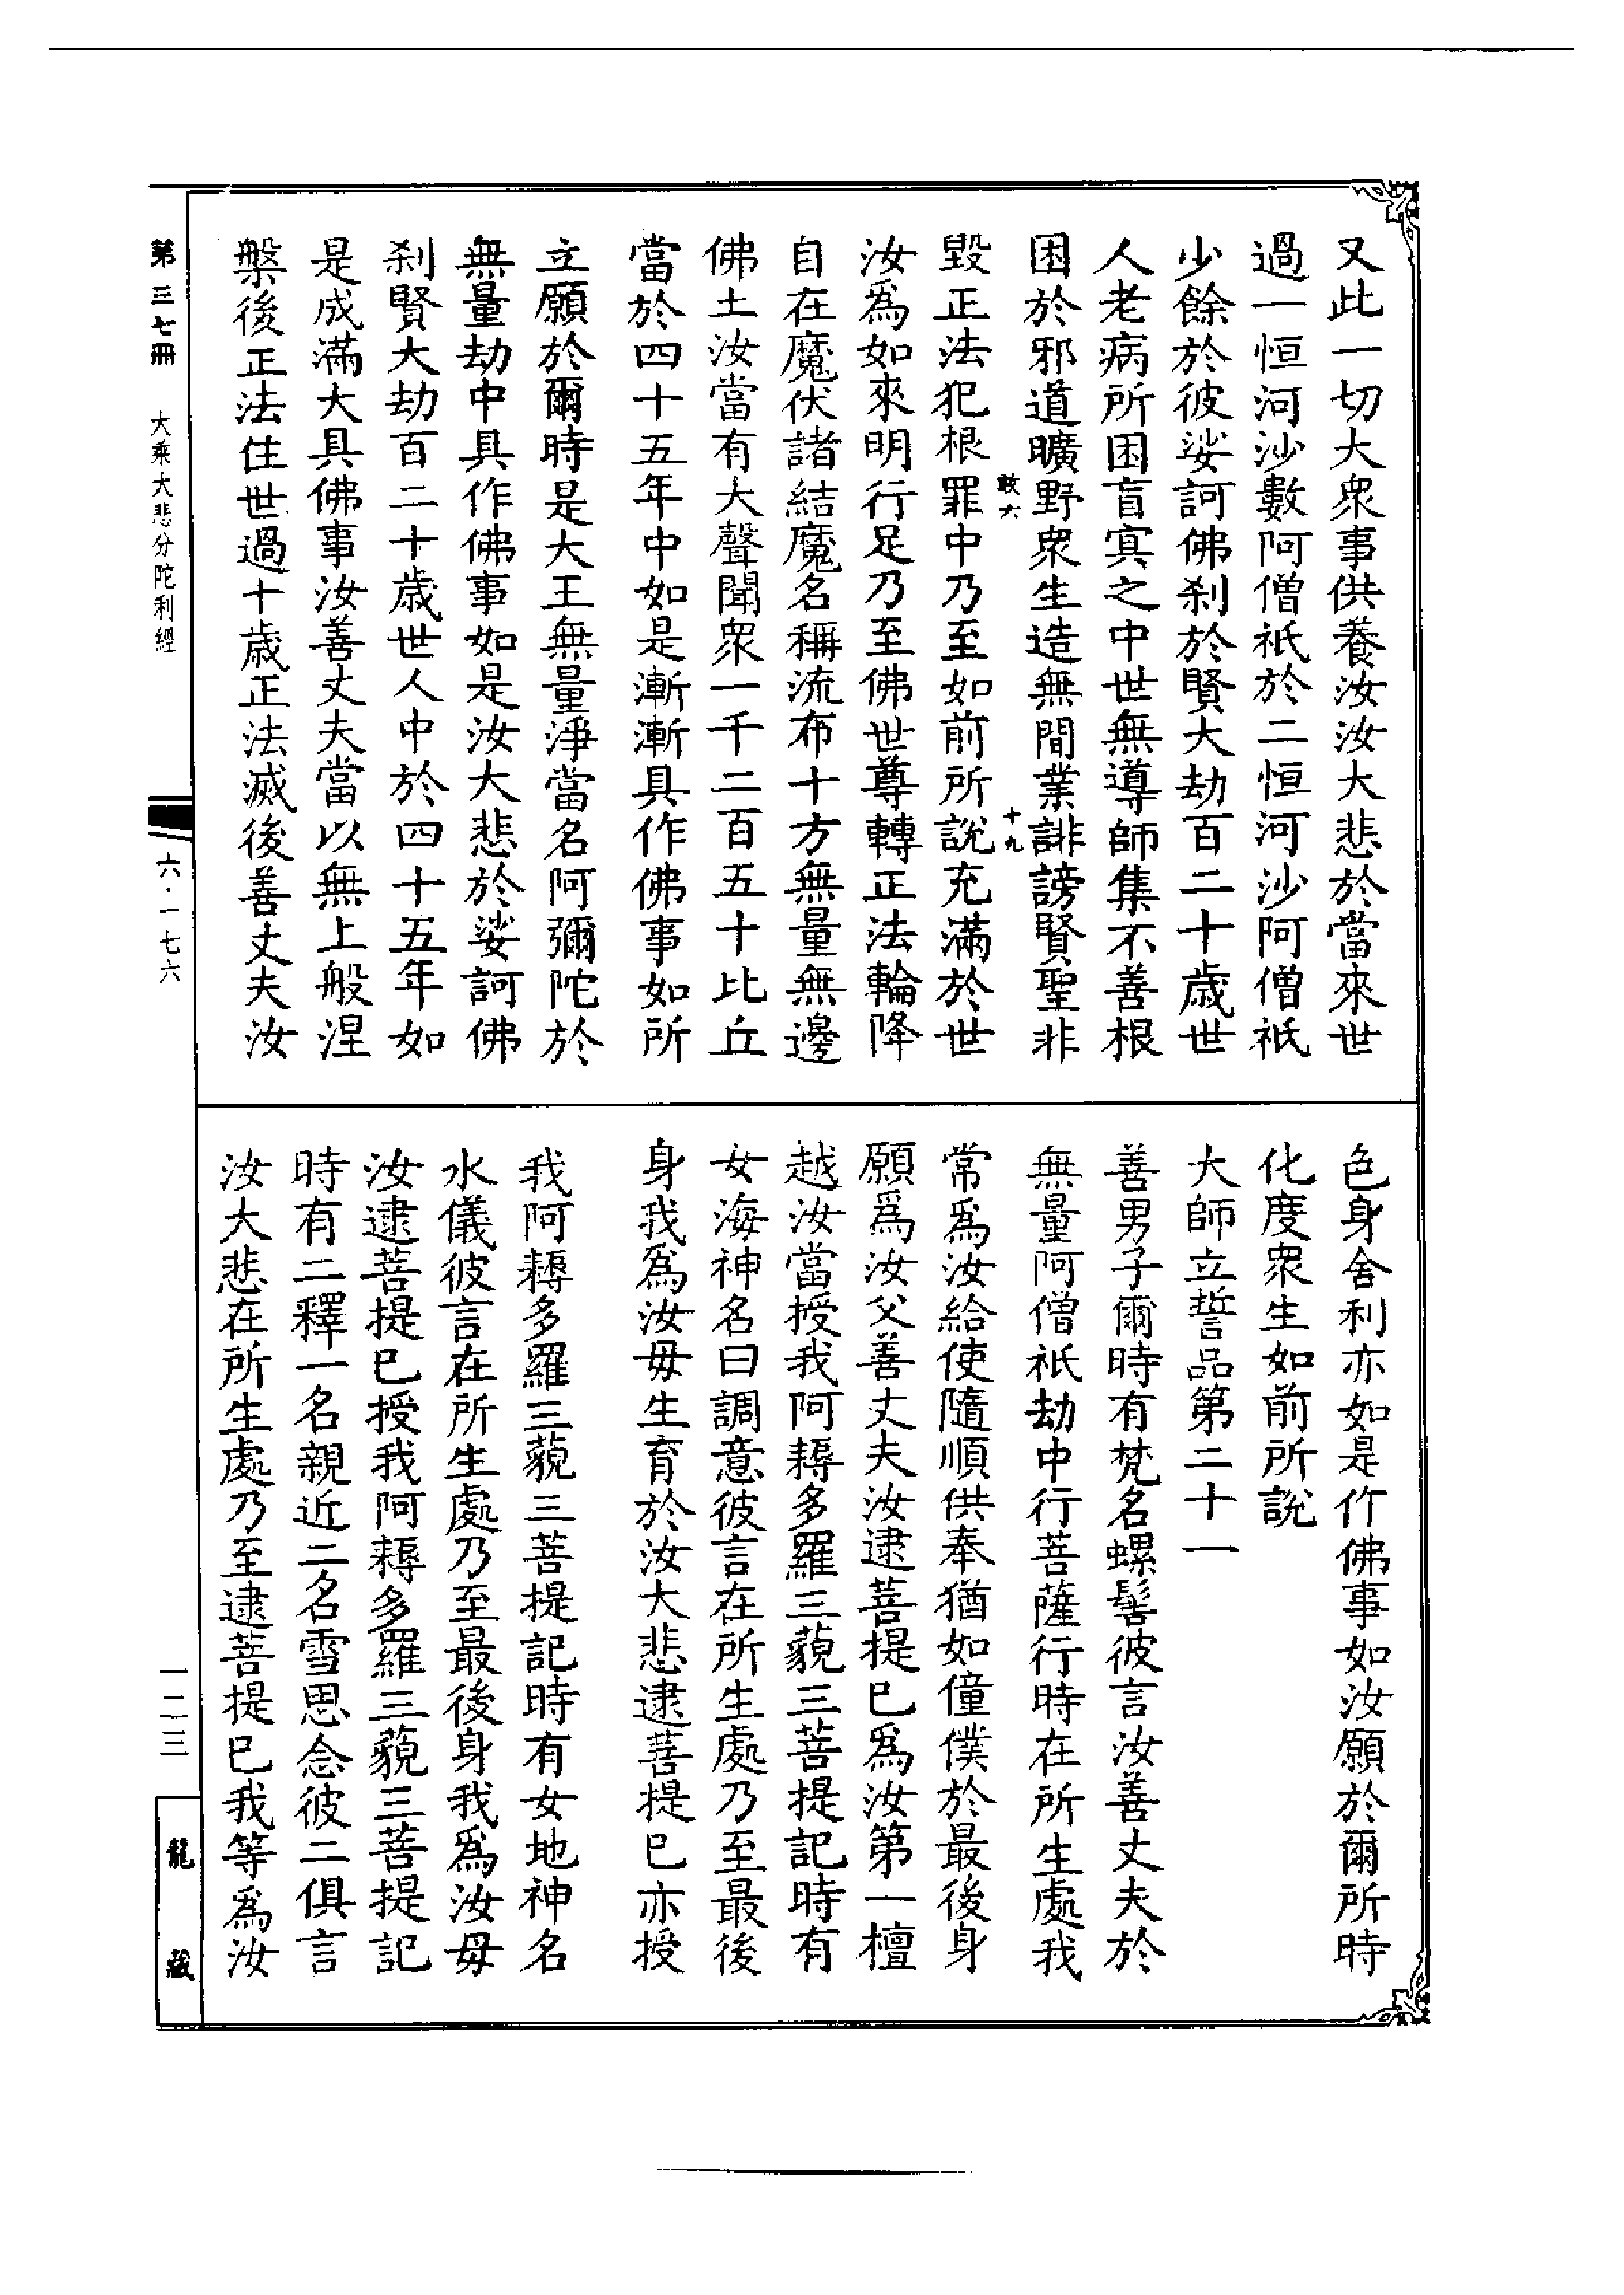 又此一切大衆事供養汝汝大悲於當來世
過一恒河沙數阿僧祇於二恒河沙阿僧祇
少餘於彼娑訶佛刹於賢大劫百二十歲世
人老病所困盲冥之中世無導師集不善根
困於邪道曠野衆生造無間業誹謗賢聖非
敢六 十九
毀正法犯根罪中乃至如前所說充滿於世
汝爲如來明行足乃至佛世尊轉正法輪降
自在魔伏諸結魔名稱流布十方無量無邊
佛土汝當有大聲聞衆一千二百五十比丘
當於四十五年中如是漸漸具作佛事如所
立願於爾時是大王無量淨當名阿彌陀於
無量劫中具作佛事如是汝大悲於娑訶佛
刹賢大劫百二十歲世人中於四十五年如
是成滿大具佛事汝善丈夫當以無上般涅
槃後正法住世過十歲正法滅後善丈夫汝
色身舍利亦如是作佛事如汝願於爾所時
化度衆生如前所說
大師立誓品第二十一
善男子爾時有梵名螺髻彼言汝善丈夫於
無量阿僧祇劫中行菩薩行時在所生處我
常爲汝給使隨順供奉猶如僮僕於最後身
願爲汝父善丈夫汝逮菩提已爲汝第一檀
越汝當授我阿耨多羅三藐三菩提記時有
女海神名曰調意彼言在所生處乃至最後
身我爲汝母生育於汝大悲逮菩提已亦授
我阿耨多羅三藐三菩提記時有女地神名
水儀彼言在所生處乃至最後身我爲汝母
汝逮菩提已授我阿耨多羅三藐三菩提記
時有二釋一名親近二名雪思念彼二俱言
汝大悲在所生處乃至逮菩提已我等爲汝
第三七冊 大乘大悲分陀利經
六·一七六
一二三
龍藏